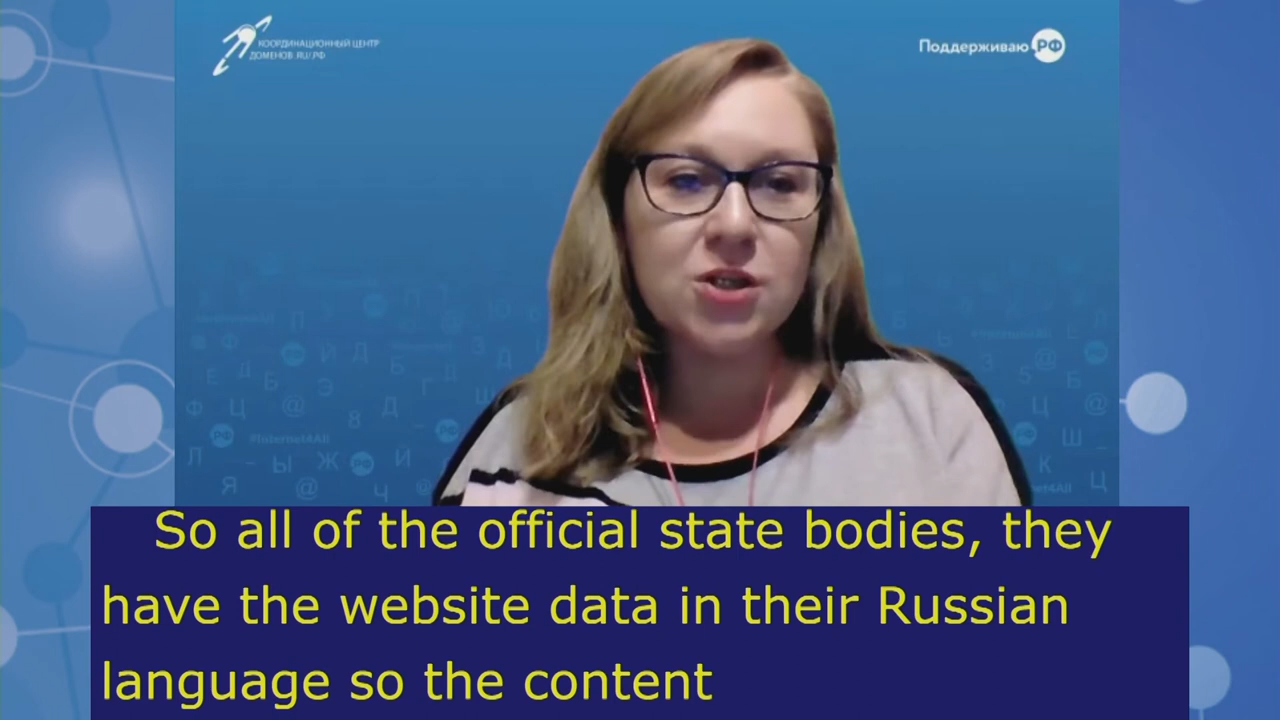 КООРДИНАЦИОННЫЙ ЦЕНТР
ДОМЕНОВ .RU/.РФ
Поддерживаю РФ
#Internet4All
So all of the official state bodies, they
have the website data in their Russian
language so the content